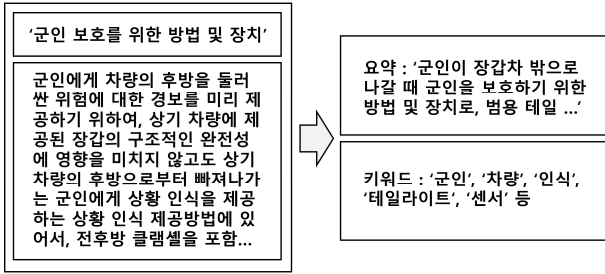 ‘군인 보호를 위한 방법 및 장치’
군인에게 차량의 후방을 둘러
싼 위험에 대한 경보를 미리 제
공하기 위하여, 상기 차량에 제
공된 장갑의 구조적인 완전성
에 영향을 미치지 않고도 상기
차량의 후방으로부터 빠져나가
는 군인에게 상황 인식을 제공
하는 상황 인식 제공방법에 있
어서, 전후방 클램셸을 포함...
요약 : ‘군인이 장갑차 밖으로
나갈 때 군인을 보호하기 위한
방법 및 장치로, 범용 테일 ...’
키워드 : ‘군인’, ‘차량’, ‘인식’,
‘테일라이트‘, ‘센서’ 등